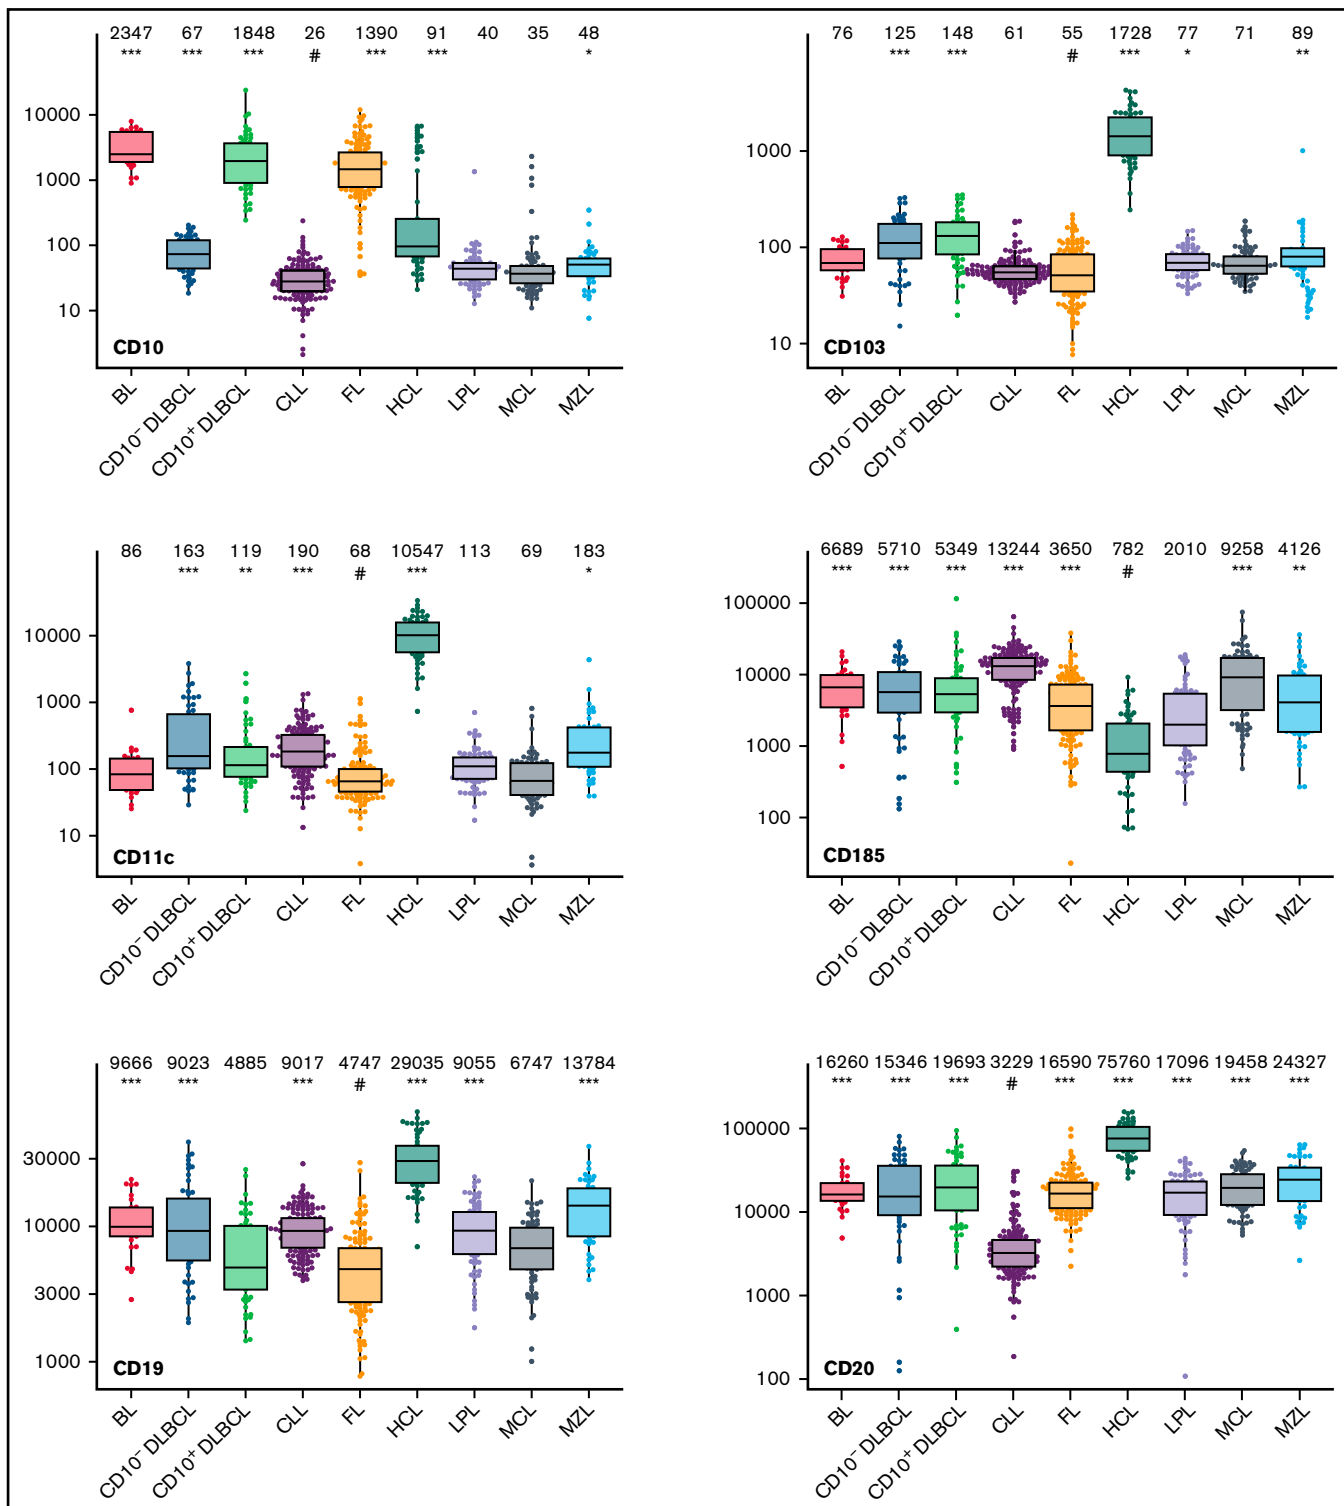 2347 67 1848 26 1390 91 40 35 48
*** *** *** # *** *** *
10000
1000
100
10
CD10
BL CD10⁻ DLBCL CD10⁺ DLBCL CLL FL HCL LPL MCL MZL
76 125 148 61 55 1728 77 71 89
*** *** # *** * **
1000
100
10
CD103
BL CD10⁻ DLBCL CD10⁺ DLBCL CLL FL HCL LPL MCL MZL
86 163 119 190 68 10547 113 69 183
*** ** *** # *** *
10000
1000
100
10
CD11c
BL CD10⁻ DLBCL CD10⁺ DLBCL CLL FL HCL LPL MCL MZL
6689 5710 5349 13244 3650 782 2010 9258 4126
*** *** *** *** *** # *** **
100000
10000
1000
100
CD185
BL CD10⁻ DLBCL CD10⁺ DLBCL CLL FL HCL LPL MCL MZL
9666 9023 4885 9017 4747 29035 9055 6747 13784
*** *** *** # *** *** ***
30000
10000
3000
1000
CD19
BL CD10⁻ DLBCL CD10⁺ DLBCL CLL FL HCL LPL MCL MZL
16260 15346 19693 3229 16590 75760 17096 19458 24327
*** *** *** # *** *** *** *** ***
100000
10000
1000
100
CD20
BL CD10⁻ DLBCL CD10⁺ DLBCL CLL FL HCL LPL MCL MZL